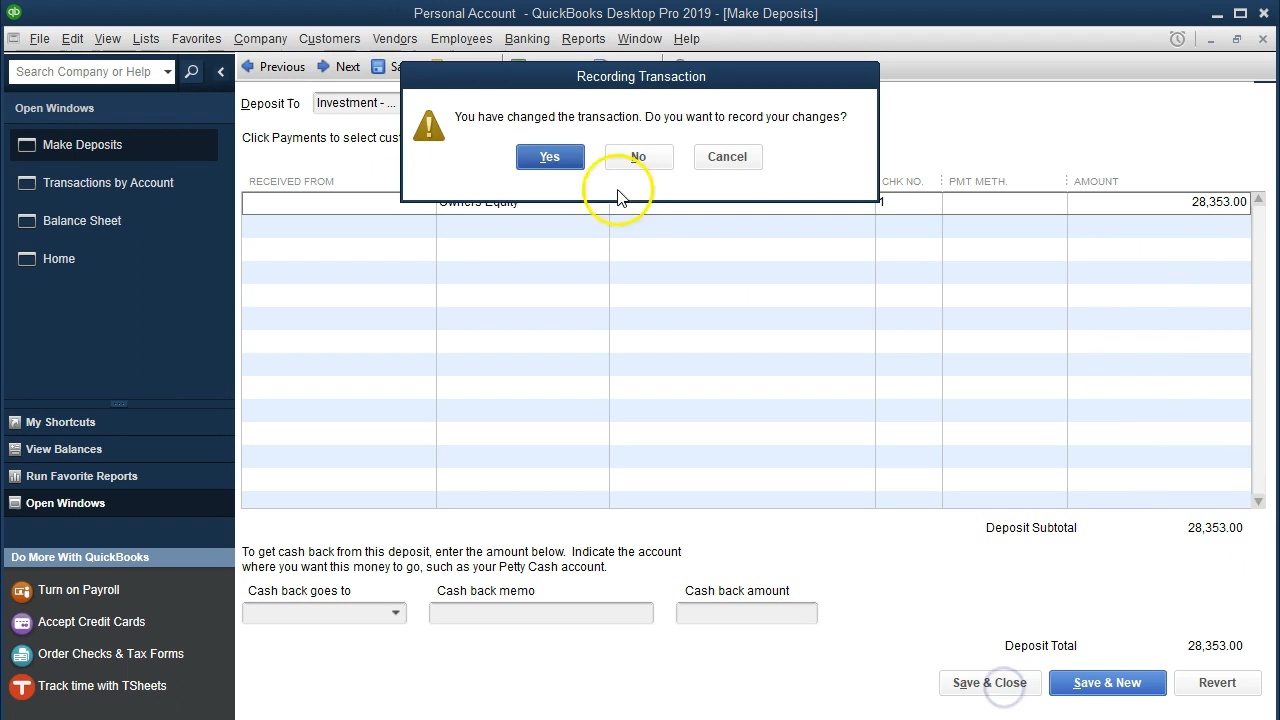 Personal Account - QuickBooks Desktop Pro 2019 - [Make Deposits]
File Edit View Lists Favorites Company Customers Vendors Employees Banking Reports Window Help
Search Company or Help
Previous Next
Open Windows
Make Deposits
Transactions by Account
Balance Sheet
Home
My Shortcuts
View Balances
Run Favorite Reports
Open Windows
Do More With QuickBooks
Turn on Payroll
Accept Credit Cards
Order Checks & Tax Forms
Track time with TSheets
Recording Transaction
You have changed the transaction. Do you want to record your changes?
Yes No Cancel
Deposit To Investment - ...
Click Payments to select cust
RECEIVED FROM CHK NO. PMT METH. AMOUNT
Owners Equity 1 28,353.00
Deposit Subtotal 28,353.00
To get cash back from this deposit, enter the amount below. Indicate the account
where you want this money to go, such as your Petty Cash account.
Cash back goes to Cash back memo Cash back amount
Deposit Total 28,353.00
Save & Close Save & New Revert